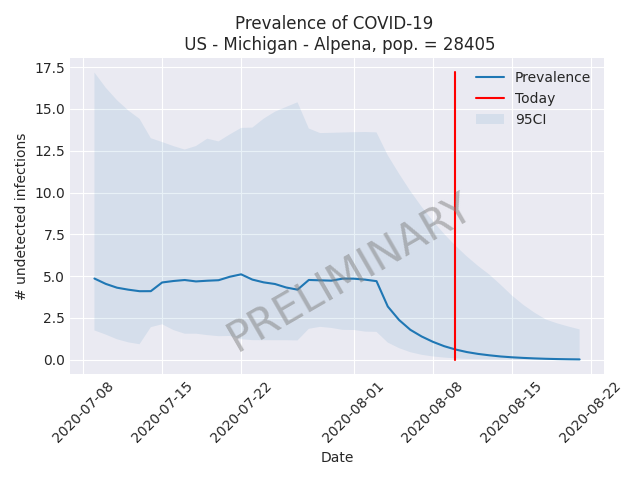 Prevalence of COVID-19
US - Michigan - Alpena, pop. = 28405
17.5
15.0
12.5
10.0
7.5
5.0
2.5
0.0
# undetected infections
Prevalence
Today
95CI
PRELIMINARY
2020-07-08
2020-07-15
2020-07-22
2020-08-01
2020-08-08
2020-08-15
2020-08-22
Date